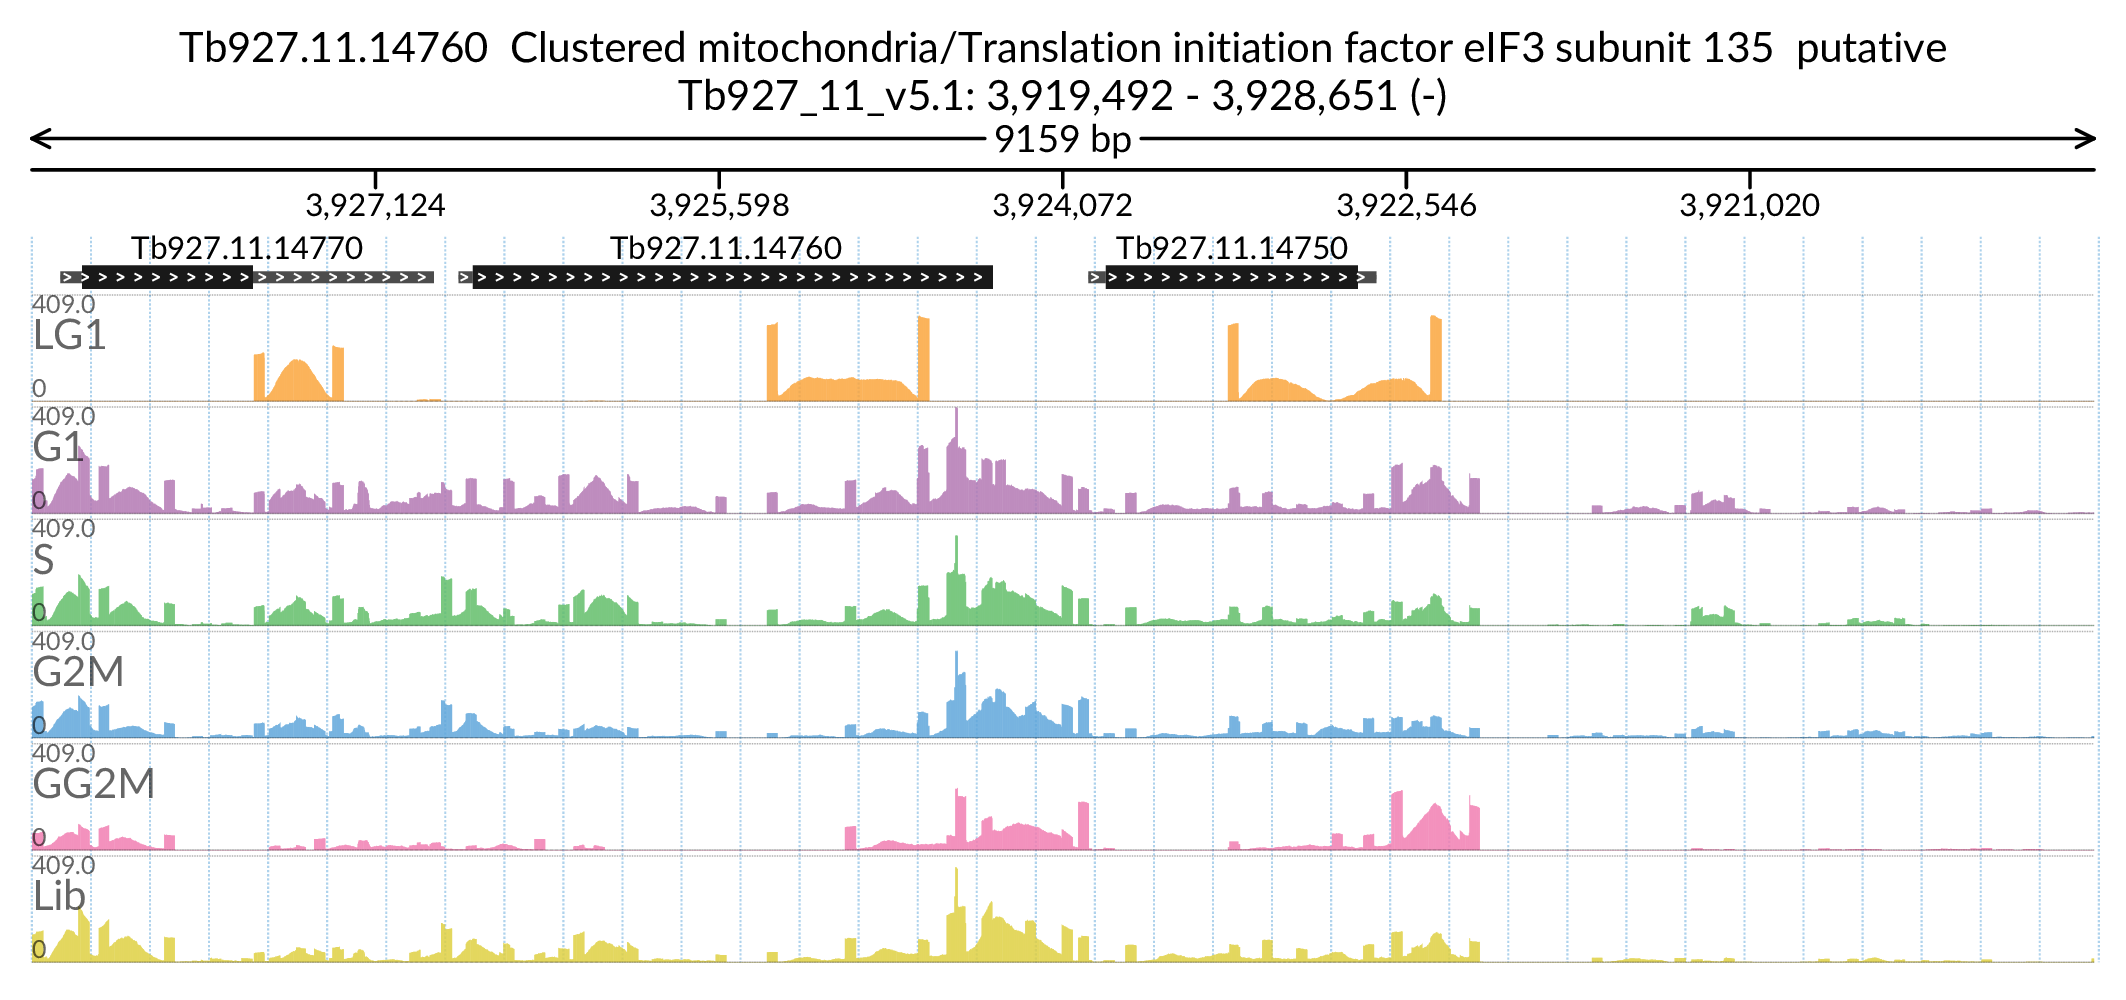 Tb927.11.14760  Clustered mitochondria/Translation initiation factor eIF3 subunit 135  putative
Tb927_11_v5.1: 3,919,492 - 3,928,651 (-)
9159 bp
3,927,124 3,925,598 3,924,072 3,922,546 3,921,020
Tb927.11.14770 Tb927.11.14760 Tb927.11.14750
409.0
LG1
0
409.0
G1
0
409.0
S
0
409.0
G2M
0
409.0
GG2M
0
409.0
Lib
0